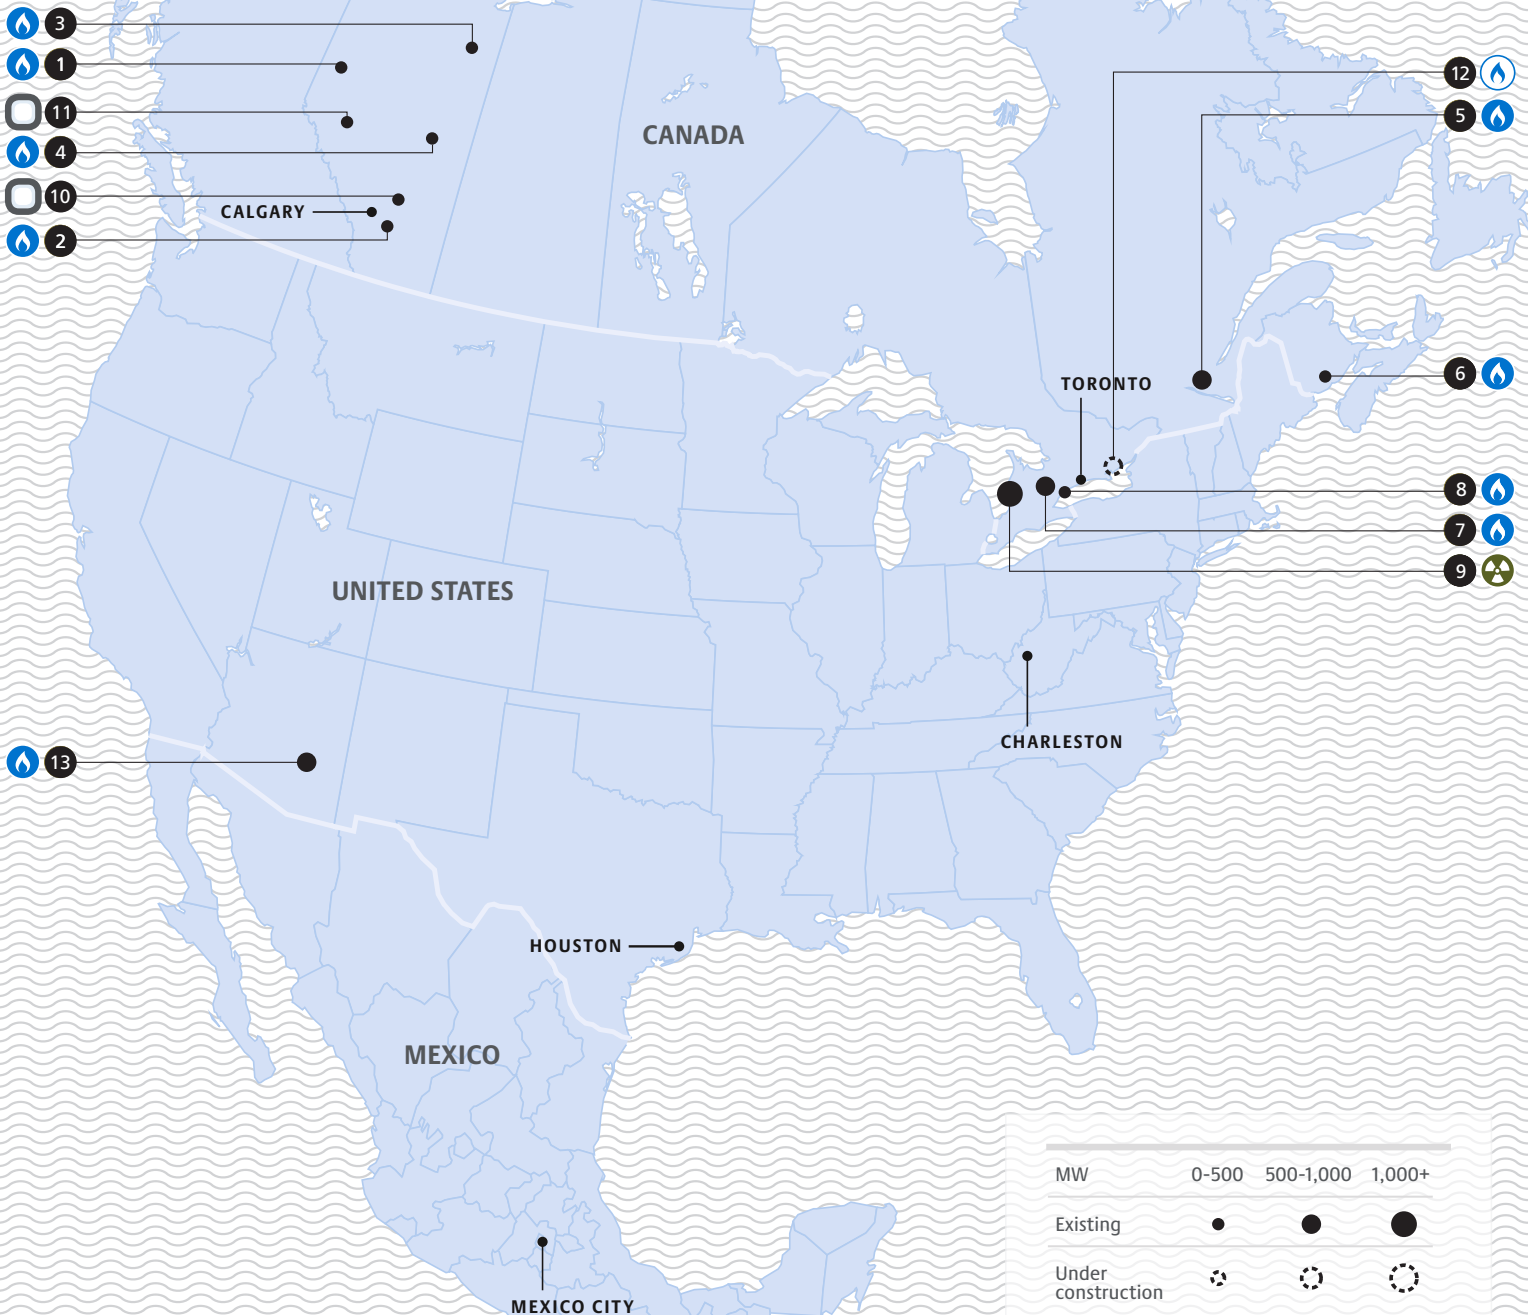 3
1
11
4
10
2
12
5
CANADA
CALGARY
TORONTO
6
8
7
9
UNITED STATES
CHARLESTON
13
HOUSTON
MEXICO
MW 0-500 500-1,000 1,000+
Existing
Under
construction
MEXICO CITY